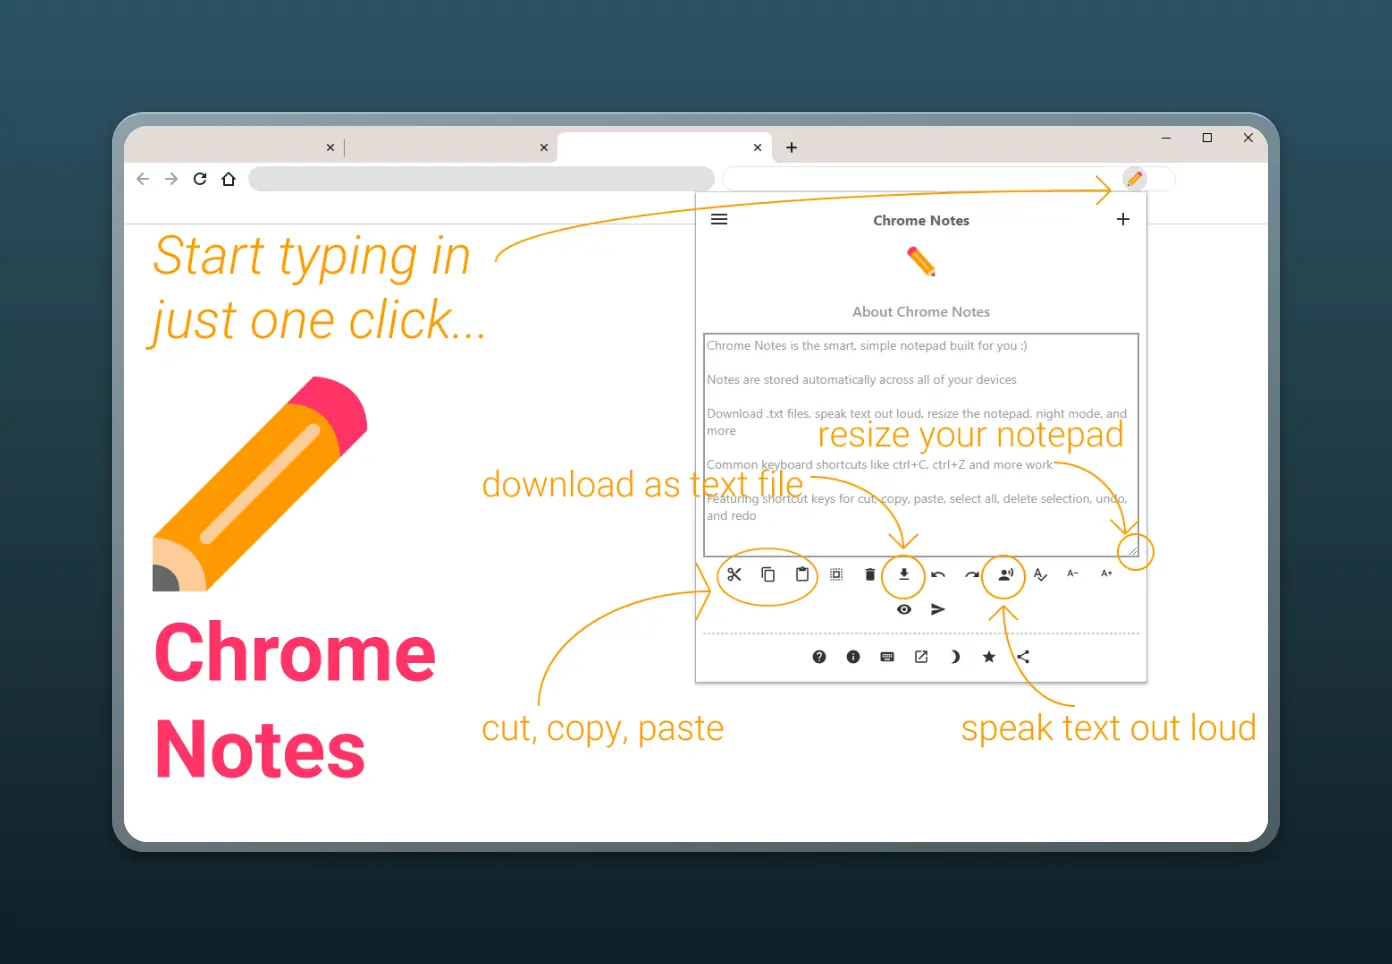 Start typing in
just one click...
Chrome
Notes
Chrome Notes
About Chrome Notes
Chrome Notes is the smart, simple notepad built for you :)
Notes are stored automatically across all of your devices
Download .txt files, speak text out loud, resize the notepad, night mode, and
more
resize your notepad
Common keyboard shortcuts like ctrl+C, ctrl+Z and more work
download as text file
Featuring shortcut keys for cut, copy, paste, select all, delete selection, undo,
and redo
A- A+
cut, copy, paste
speak text out loud